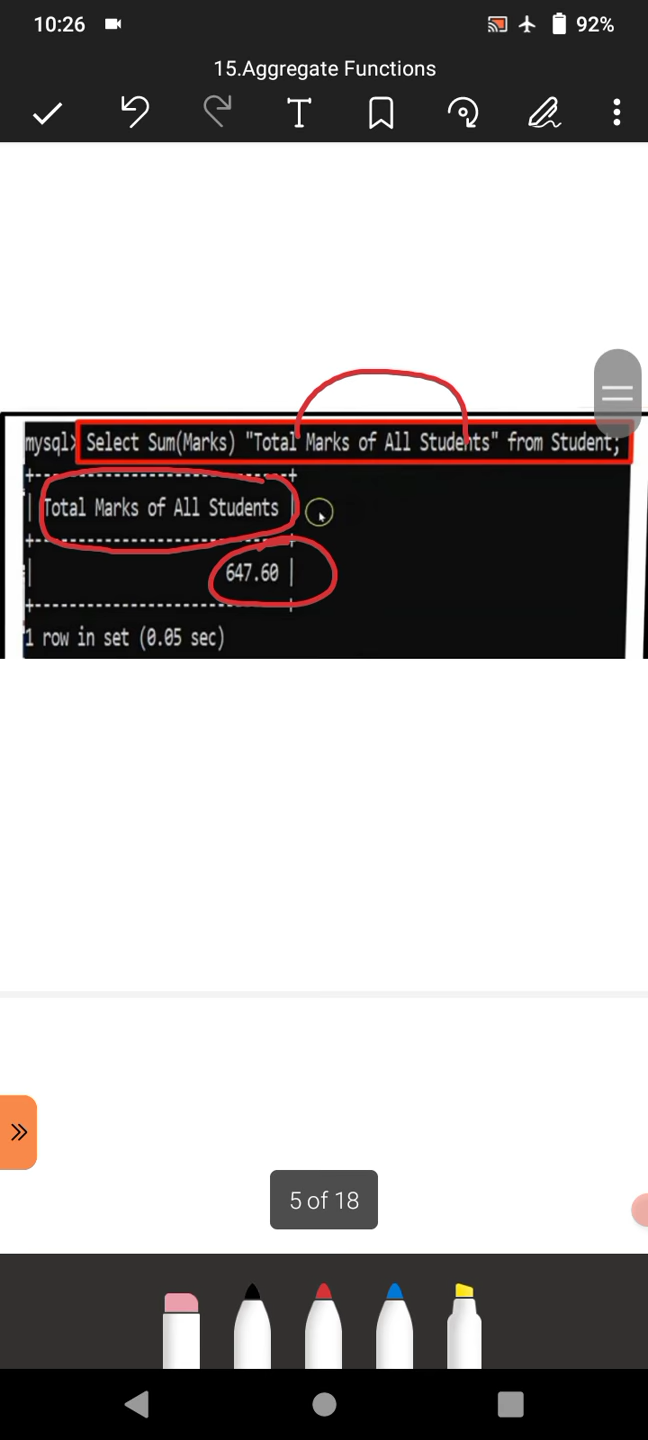 10:26 92%
15.Aggregate Functions
mysql> Select Sum(Marks) "Total Marks of All Students" from Student;
+-----------------------------+
| Total Marks of All Students |
+-----------------------------+
| 647.60 |
+-----------------------------+
1 row in set (0.05 sec)
5 of 18